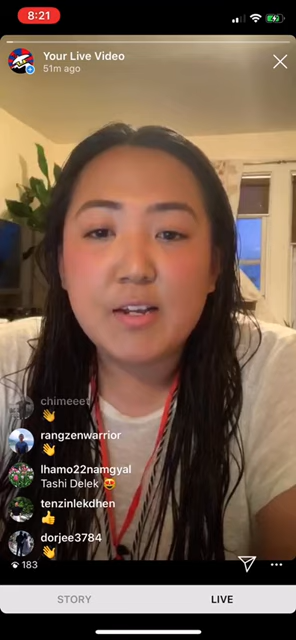 8:21
Your Live Video
51m ago
chimeeet
👋
rangzenwarrior
👋
lhamo22namgyal
Tashi Delek 😍
tenzinlekdhen
👍
dorjee3784
👋
183
STORY
LIVE